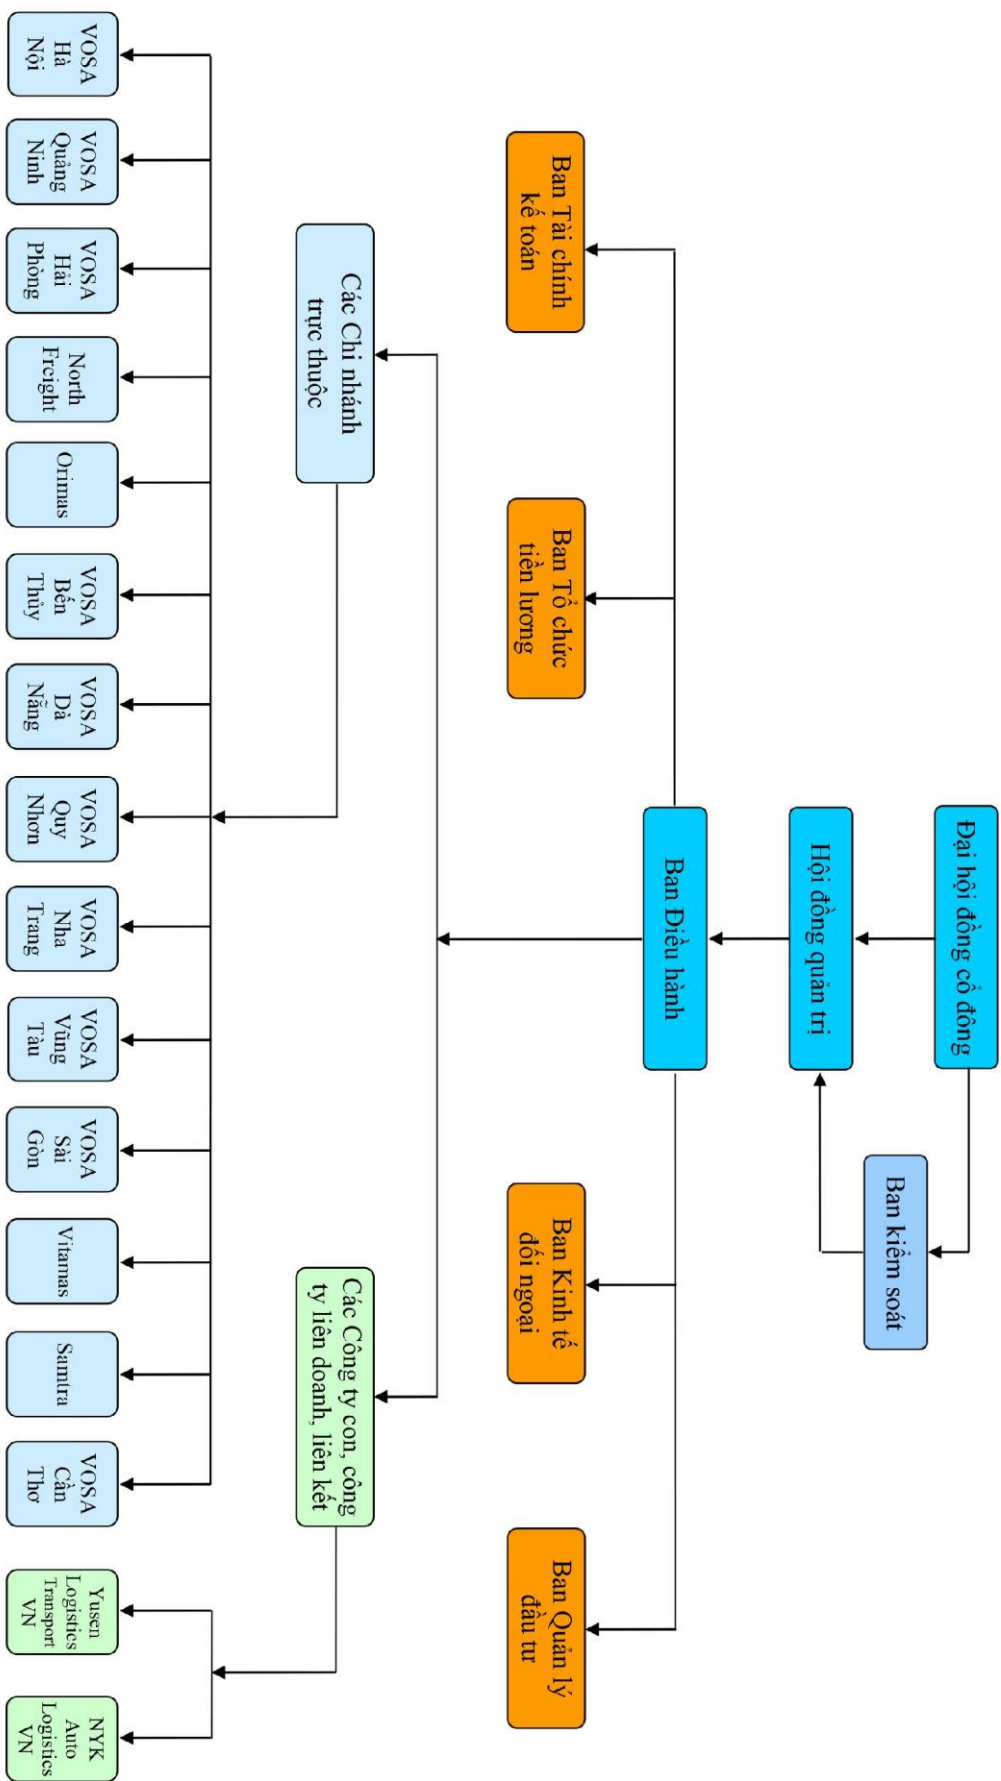 Đại hội đồng cổ đông
Ban kiểm soát
Hội đồng quản trị
Ban Điều hành
Ban Tài chính
kế toán
Ban Tổ chức
tiền lương
Ban Kinh tế
đối ngoại
Ban Quản lý
đầu tư
Các Chi nhánh
trực thuộc
Các Công ty con, công
ty liên doanh, liên kết
VOSA
Hà
Nội
VOSA
Quảng
Ninh
VOSA
Hải
Phòng
North
Freight
Orimas
VOSA
Bến
Thủy
VOSA
Đà
Nẵng
VOSA
Quy
Nhơn
VOSA
Nha
Trang
VOSA
Vũng
Tàu
VOSA
Sài
Gòn
Vitamas
Samtra
VOSA
Cần
Thơ
Yusen
Logistics
Transport
VN
NYK
Auto
Logistics
VN